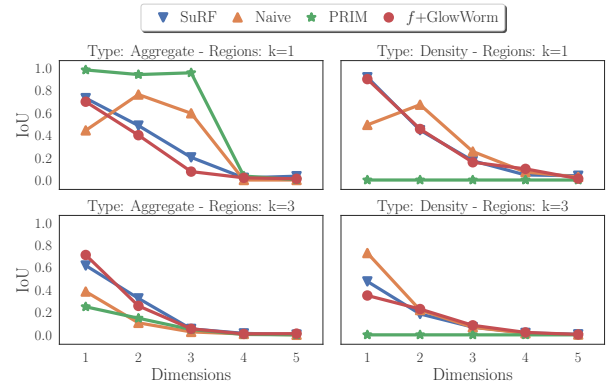 SuRF Naive PRIM f+GlowWorm
Type: Aggregate - Regions: k=1
Type: Density - Regions: k=1
IoU
1.0
0.8
0.6
0.4
0.2
0.0
Type: Aggregate - Regions: k=3
Type: Density - Regions: k=3
IoU
1.0
0.8
0.6
0.4
0.2
0.0
1 2 3 4 5
1 2 3 4 5
Dimensions
Dimensions